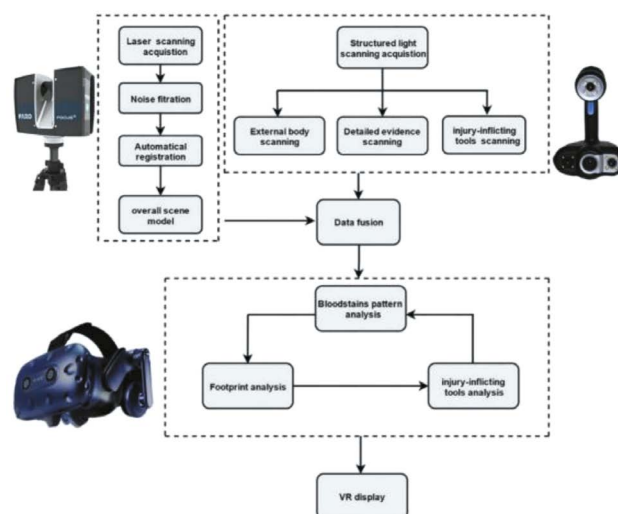 Laser scanning
acquistion
Noise filtration
Automatical
registration
overall scene
model
Structured light
scanning acquistion
External body
scanning
Detailed evidence
scanning
injury-inflicting
tools scanning
Data fusion
Bloodstains pattern
analysis
Footprint analysis
injury-inflicting
tools analysis
VR display